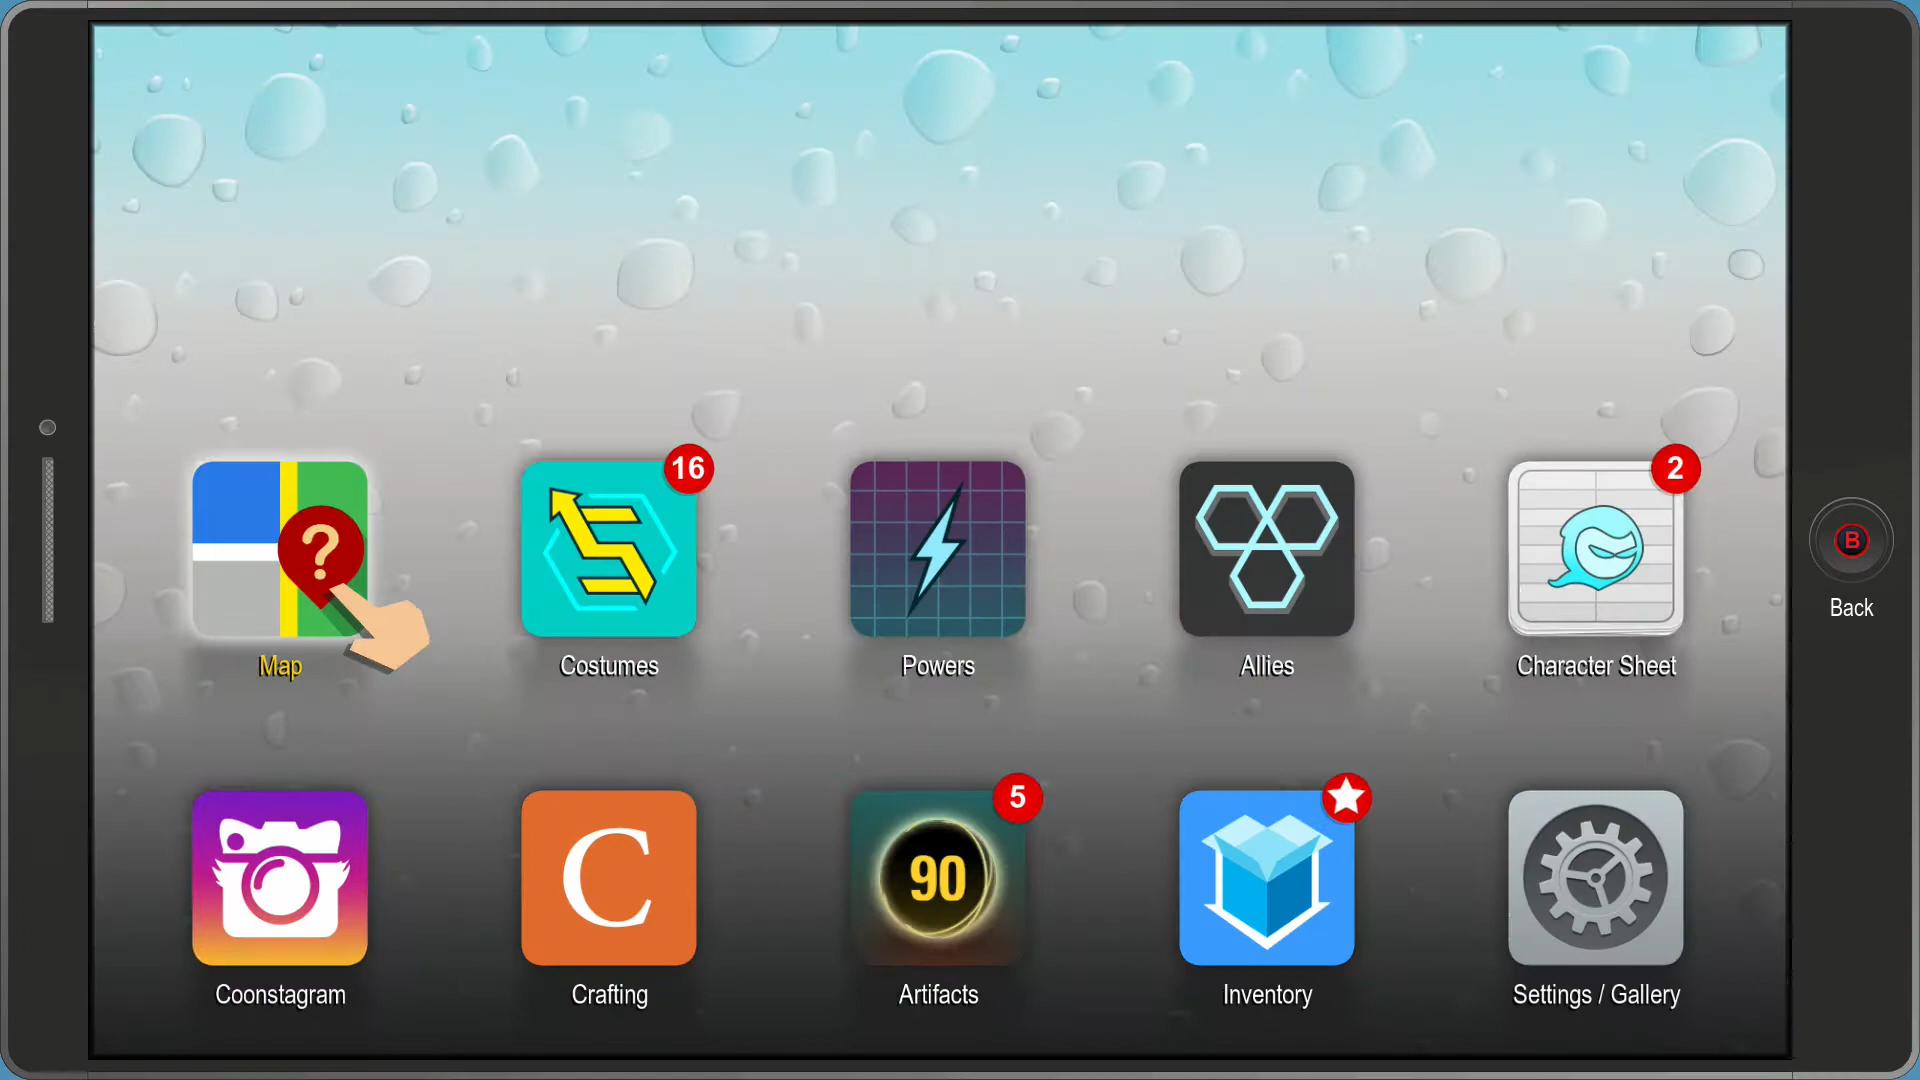 16
2
?
B
Back
Map
Costumes
Powers
Allies
Character Sheet
5
C
90
Coonstagram
Crafting
Artifacts
Inventory
Settings / Gallery